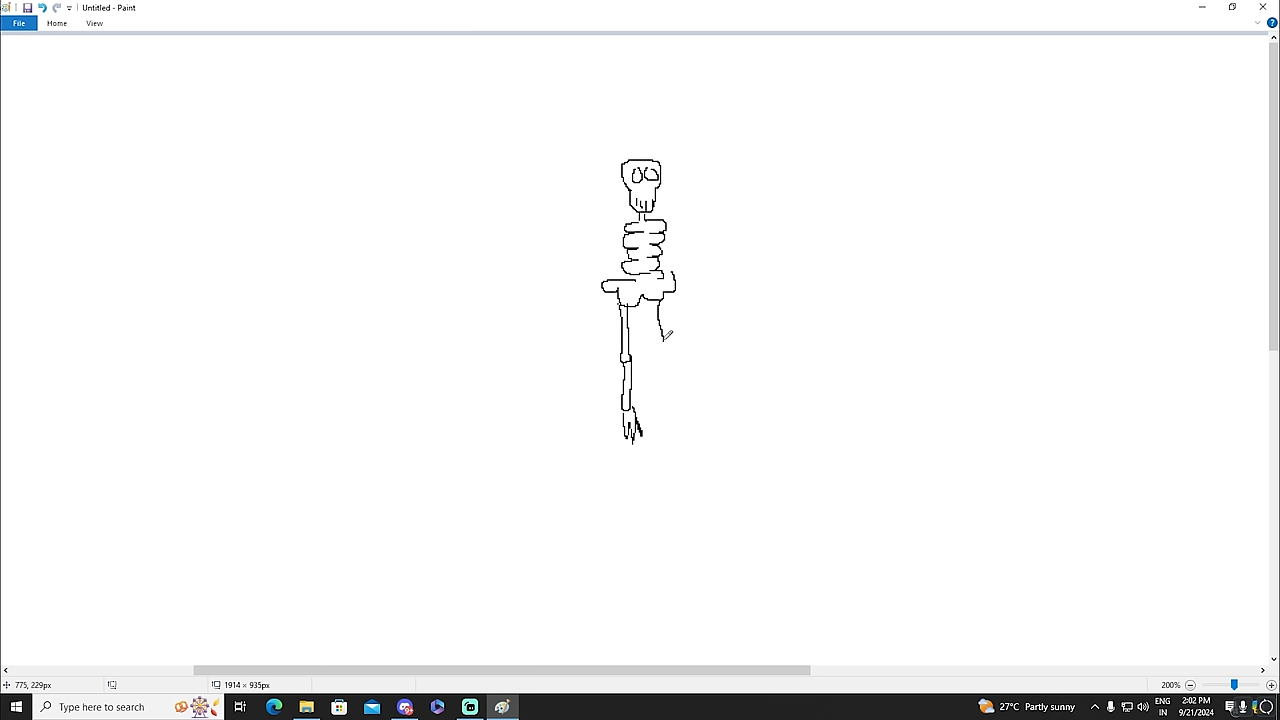 Untitled - Paint
File Home View
775, 229px 1914 × 935px 200%
Type here to search 27°C Partly sunny ENG IN 2:02 PM 9/21/2024